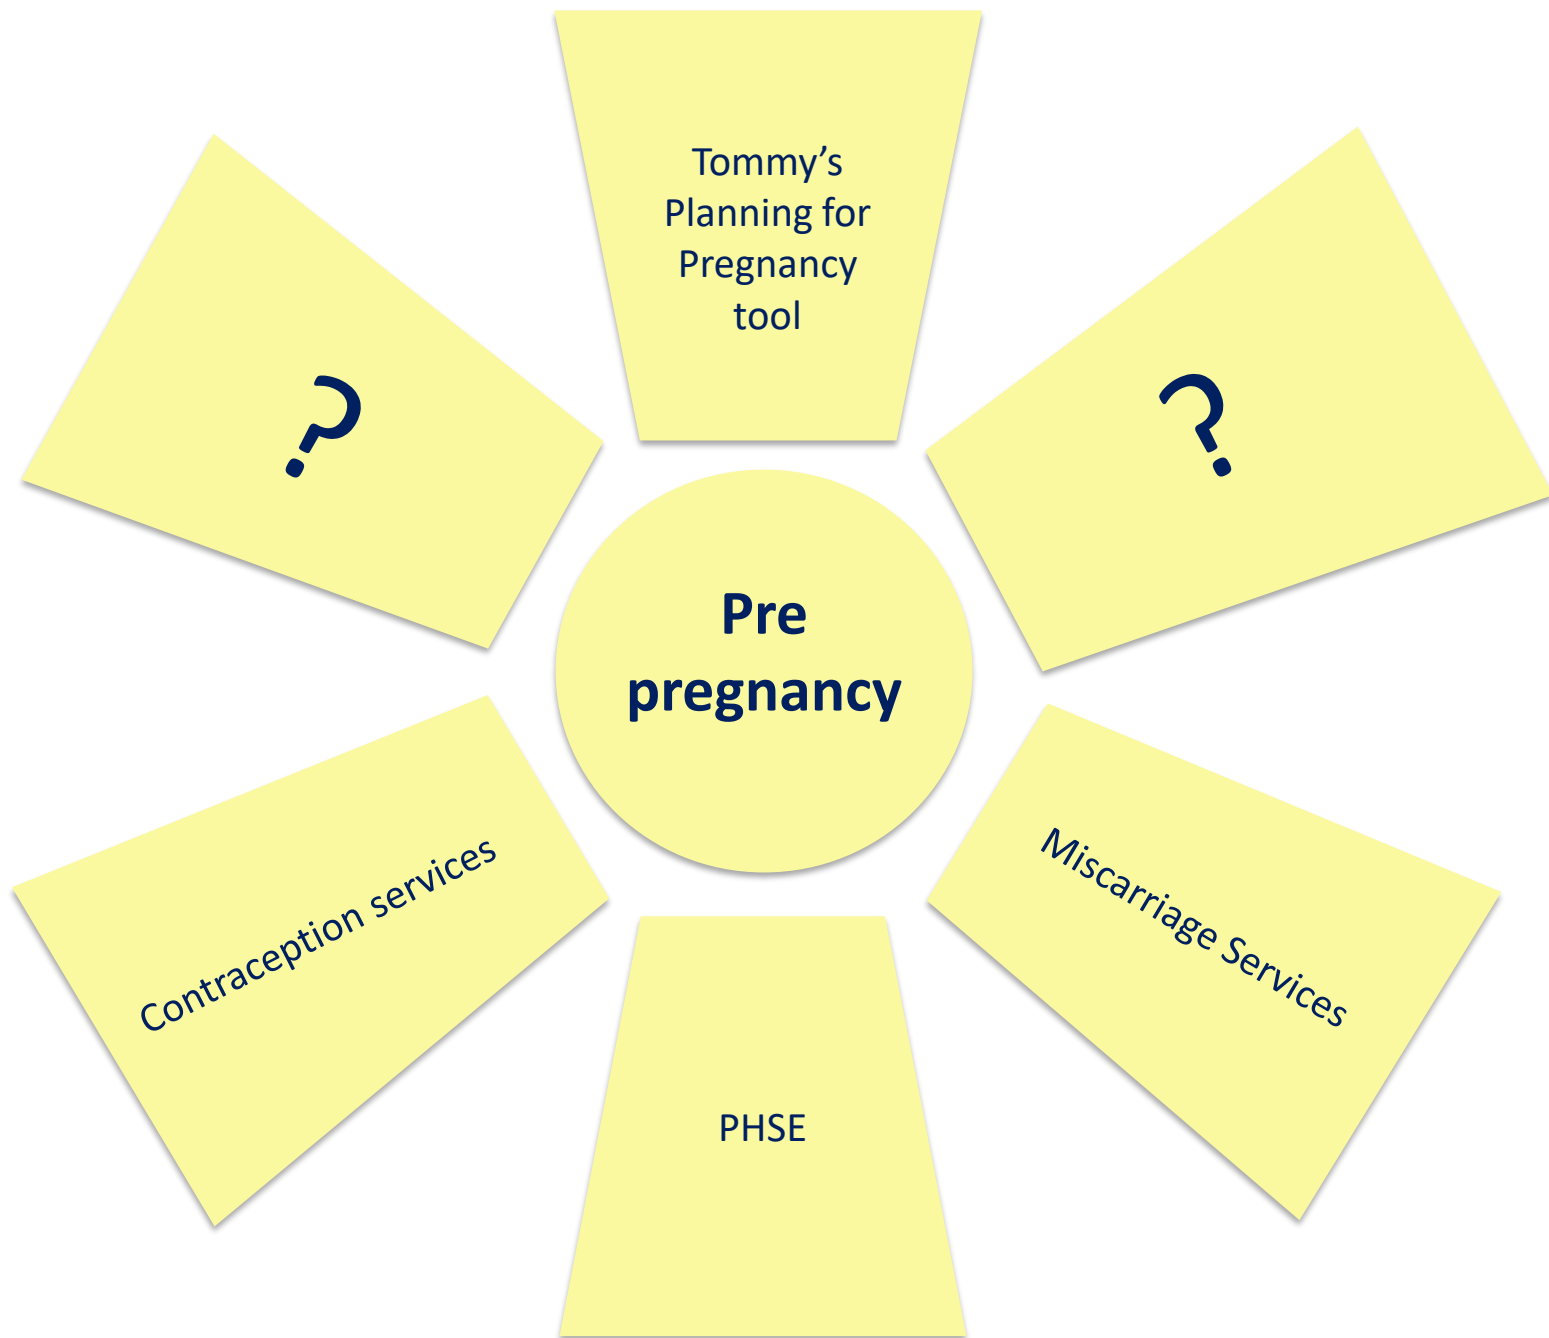 Tommy’s
Planning for
Pregnancy
tool
?
?
Pre
pregnancy
Contraception services
Miscarriage Services
PHSE